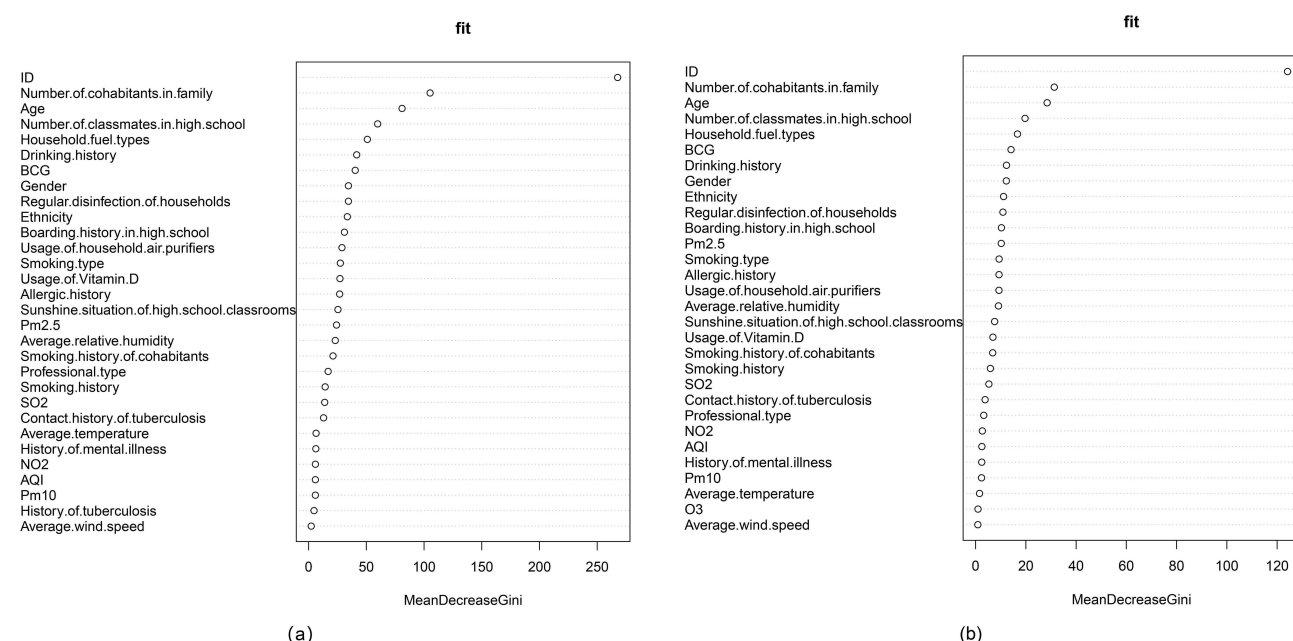 fit
ID
Number.of.cohabitants.in.family
Age
Number.of.classmates.in.high.school
Household.fuel.types
Drinking.history
BCG
Gender
Regular.disinfection.of.households
Ethnicity
Boarding.history.in.high.school
Usage.of.household.air.purifiers
Smoking.type
Usage.of.Vitamin.D
Allergic.history
Sunshine.situation.of.high.school.classrooms
Pm2.5
Average.relative.humidity
Smoking.history.of.cohabitants
Professional.type
Smoking.history
SO2
Contact.history.of.tuberculosis
Average.temperature
History.of.mental.illness
NO2
AQI
Pm10
History.of.tuberculosis
Average.wind.speed
0 50 100 150 200 250
MeanDecreaseGini
(a)
fit
ID
Number.of.cohabitants.in.family
Age
Number.of.classmates.in.high.school
Household.fuel.types
BCG
Drinking.history
Gender
Ethnicity
Regular.disinfection.of.households
Boarding.history.in.high.school
Pm2.5
Smoking.type
Allergic.history
Usage.of.household.air.purifiers
Average.relative.humidity
Sunshine.situation.of.high.school.classrooms
Usage.of.Vitamin.D
Smoking.history.of.cohabitants
Smoking.history
SO2
Contact.history.of.tuberculosis
Professional.type
NO2
AQI
History.of.mental.illness
Pm10
Average.temperature
O3
Average.wind.speed
0 20 40 60 80 100 120
MeanDecreaseGini
(b)